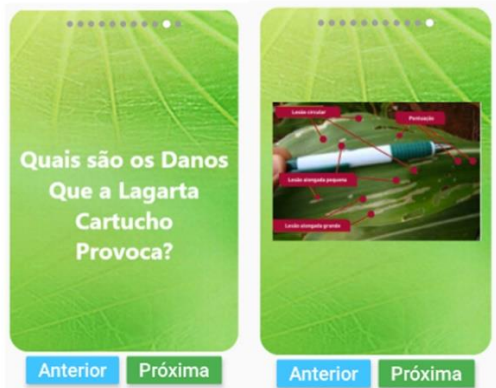 Quais são os Danos
Que a Lagarta
Cartucho
Provoca?
Anterior
Próxima
Lesão circular
Pontuação
Lesão alongada pequena
Lesão alongada grande
Anterior
Próxima